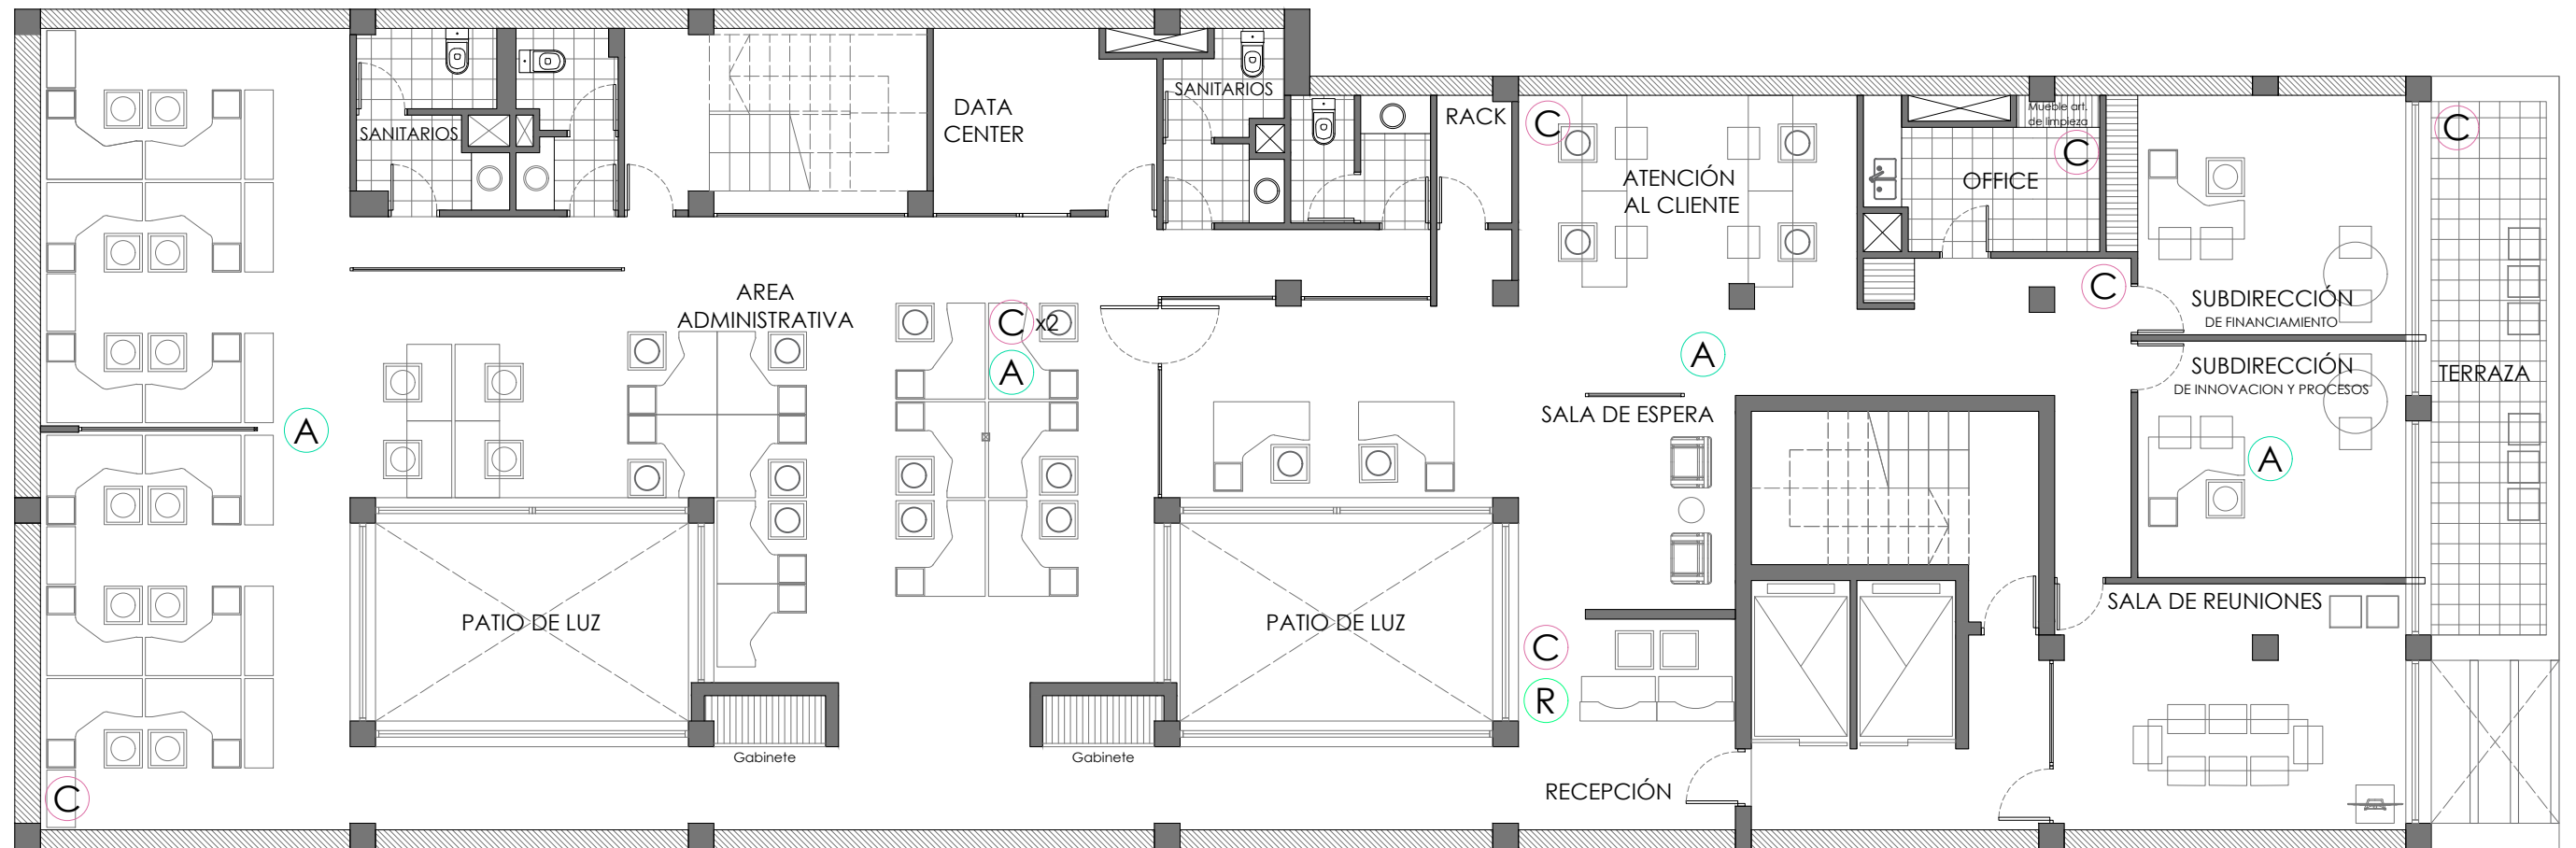 SANITARIOS
DATA
CENTER
SANITARIOS
RACK
C
ATENCIÓN
AL CLIENTE
Mueble art.
de limpieza
C
OFFICE
C
C
SUBDIRECCIÓN
DE FINANCIAMIENTO
SUBDIRECCIÓN
DE INNOVACION Y PROCESOS
A
TERRAZA
AREA
ADMINISTRATIVA
C x2
A
A
A
SALA DE ESPERA
PATIO DE LUZ
PATIO DE LUZ
C
R
SALA DE REUNIONES
Gabinete
Gabinete
C
RECEPCIÓN